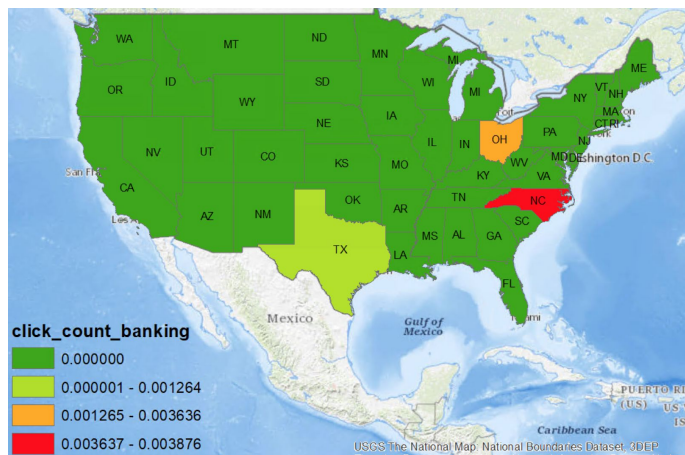 WA
MT
ND
MN
MI
ME
OR
ID
SD
WI
MI
VT
NH
NY
WY
IA
MA
CT RI
NE
IL
IN
OH
PA
NJ
NV
UT
CO
KS
MO
WV
MD
DE
Washington D C
KY
VA
San Fra
CA
TN
NC
OK
AR
AZ
NM
SC
MS
AL
GA
TX
LA
FL
Mexico
Gulf of
Mexico
click_count_banking
0.000000
0.000001 - 0.001264
0.001265 - 0.003636
0.003637 - 0.003876
PUERTO RI
(US)
US
Caribbean Sea
USGS The National Map: National Boundaries Dataset, 3DEP